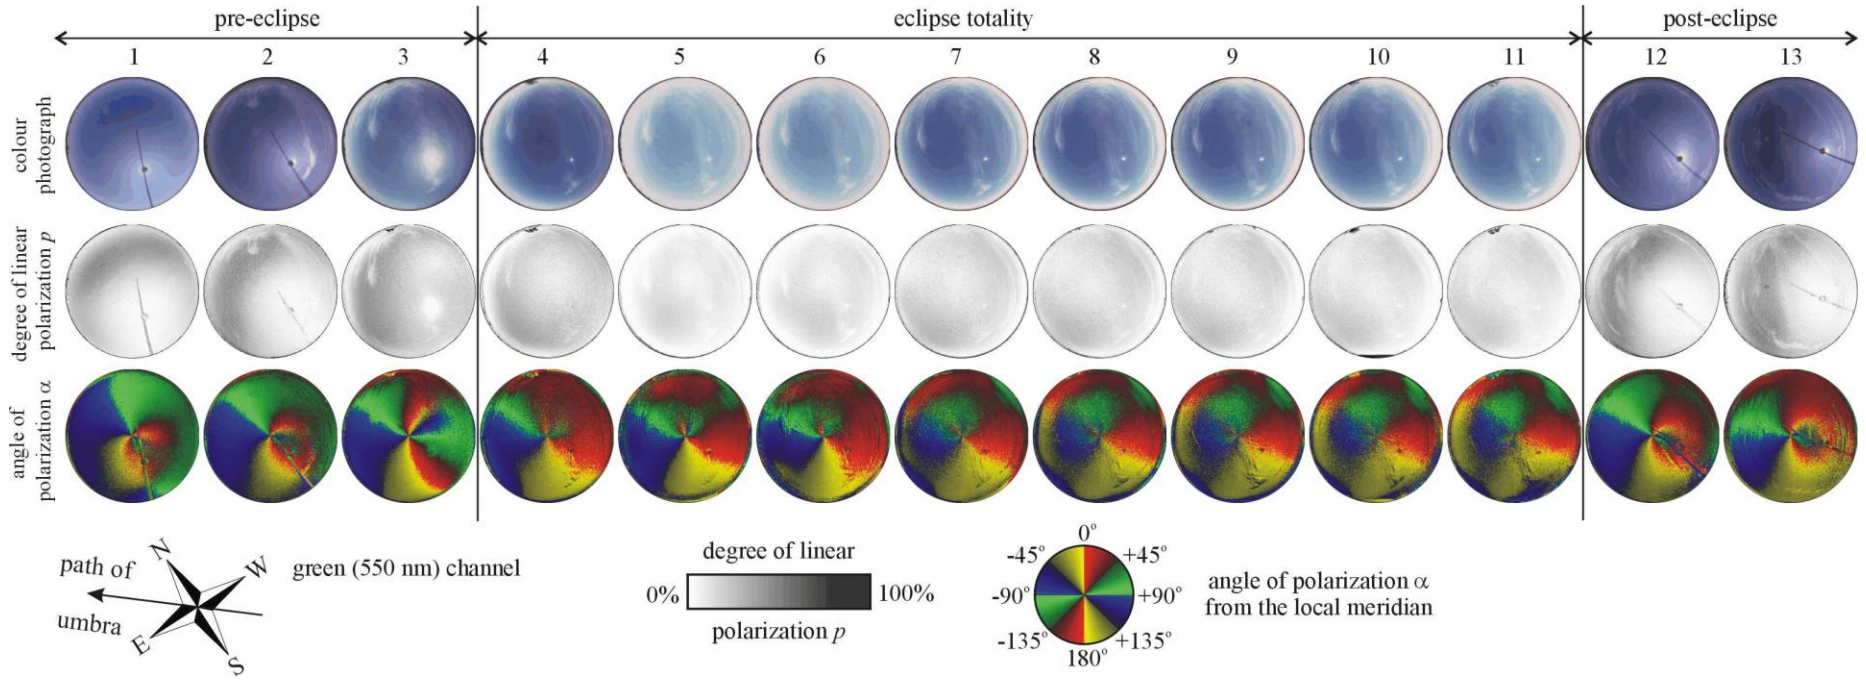 pre-eclipse eclipse totality post-eclipse
1 2 3 4 5 6 7 8 9 10 11 12 13
colour
photograph
degree of linear
polarization p
angle of
polarization α
path of
umbra
N
W
E
S
green (550 nm) channel
degree of linear
0% 100%
polarization p
0°
-45° +45°
-90° +90°
-135° +135°
180°
angle of polarization α
from the local meridian